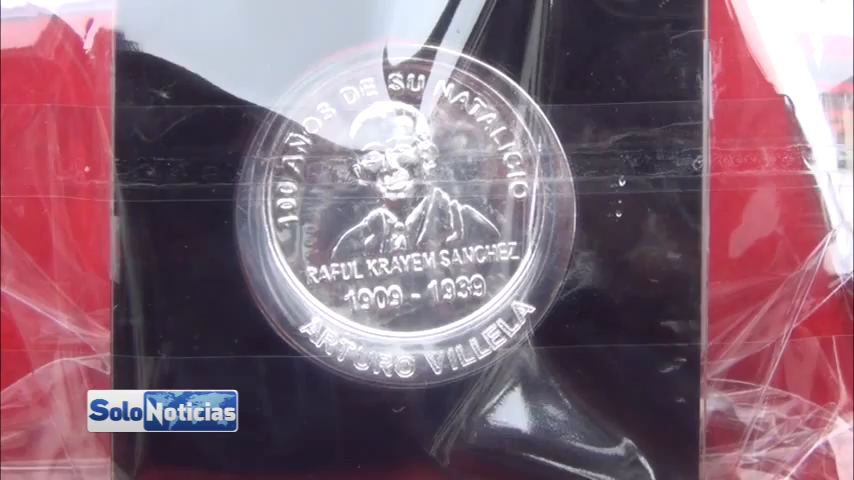 100 AÑOS DE SU NATALICIO
RAFUL KRAYEM SANCHEZ
1909 - 1939
ARTURO VILLELA
SoloNoticias